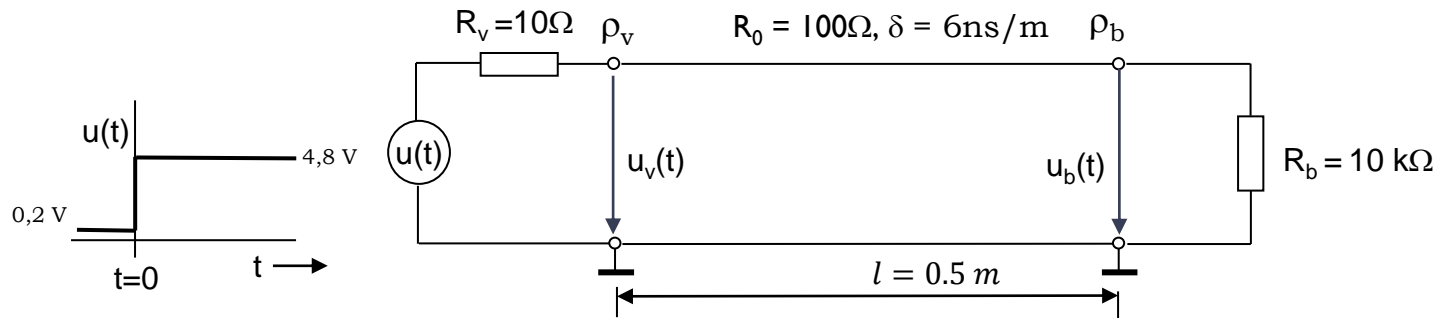 R_v =10Ω ρ_v R_0 = 100Ω, δ = 6ns/m ρ_b
u(t) 4,8 V u(t) u_v(t) u_b(t) R_b = 10 kΩ
0,2 V
t=0 t l = 0.5 m